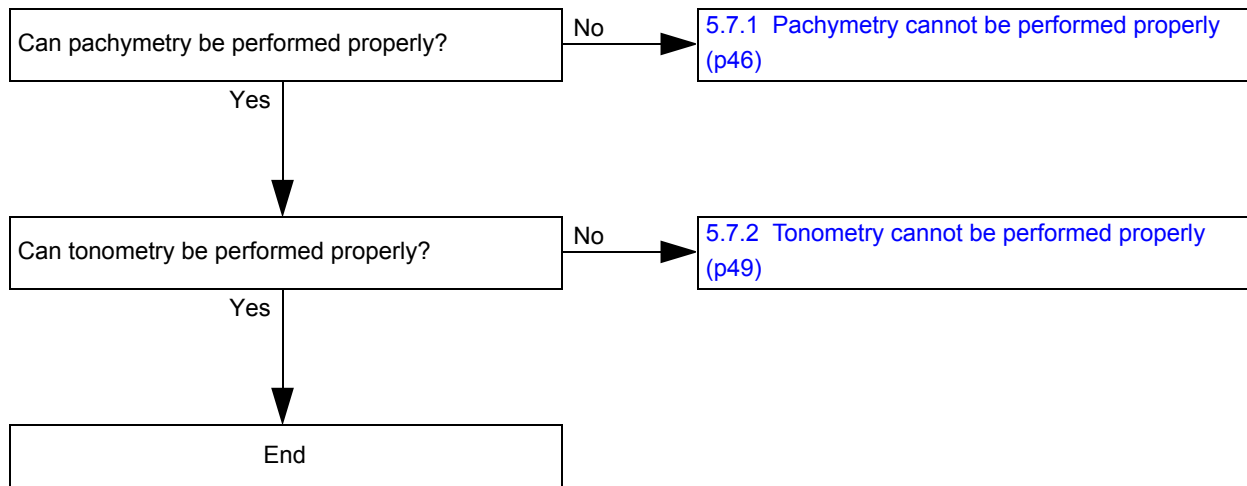 Can pachymetry be performed properly?
No
5.7.1 Pachymetry cannot be performed properly
(p46)
Yes
Can tonometry be performed properly?
No
5.7.2 Tonometry cannot be performed properly
(p49)
Yes
End